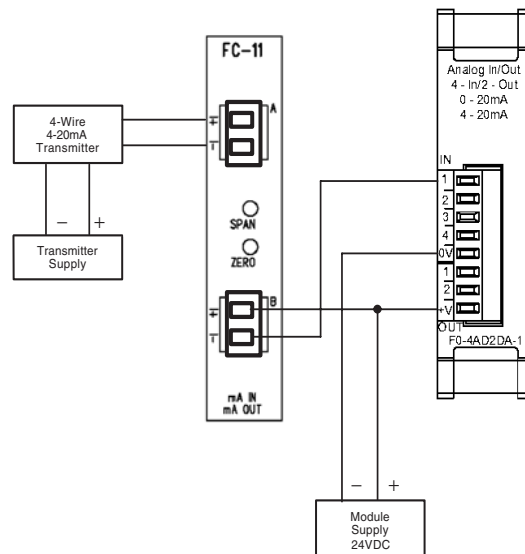 FC-11
A
+
−
SPAN
ZERO
B
+
−
mA IN
mA OUT
4-Wire
4-20mA
Transmitter
− +
Transmitter
Supply
Analog In/Out
4 - In/2 - Out
0 - 20mA
4 - 20mA
IN
1
2
3
4
0V
1
2
+V
OUT
F0-4AD2DA-1
− +
Module
Supply
24VDC